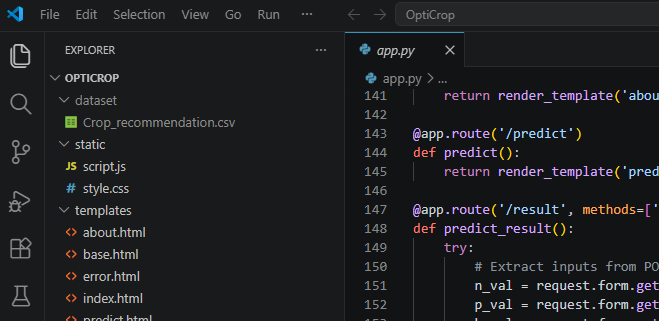 File Edit Selection View Go Run ... OptiCrop
EXPLORER ...
OPTICROP
dataset
Crop_recommendation.csv
static
JS script.js
# style.css
templates
<> about.html
<> base.html
<> error.html
<> index.html
<> predict.html
app.py
app.py > ...
141 return render_template('abou
142
143 @app.route('/predict')
144 def predict():
145 return render_template('pred
146
147 @app.route('/result', methods=['
148 def predict_result():
149 try:
150 # Extract inputs from PO
151 n_val = request.form.get
152 p_val = request.form.get